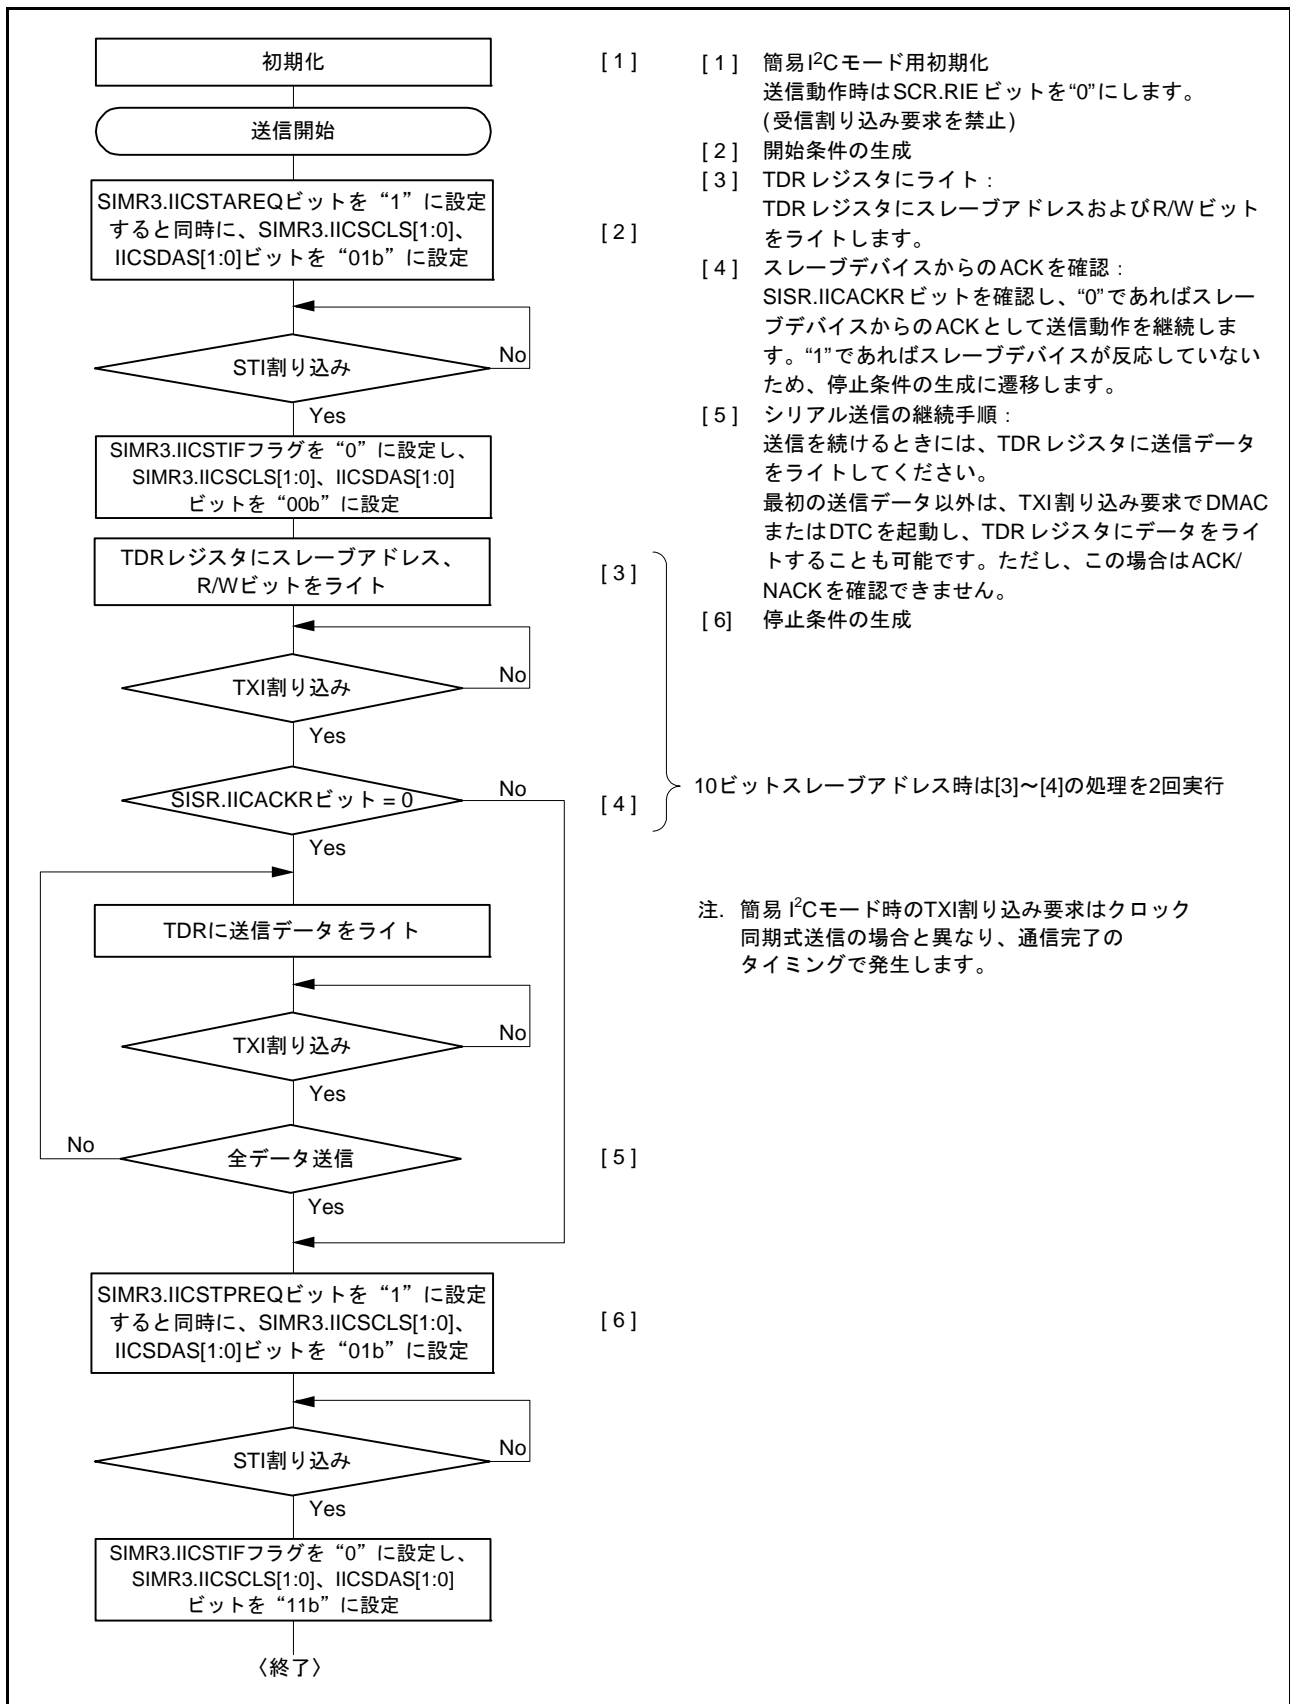 初期化
[ 1 ]
送信開始
SIMR3.IICSTAREQビットを“1”に設定
すると同時に、SIMR3.IICSCLS[1:0]、
IICSDAS[1:0]ビットを“01b”に設定
[ 2 ]
STI割り込み
No
Yes
SIMR3.IICSTIFフラグを“0”に設定し、
SIMR3.IICSCLS[1:0]、IICSDAS[1:0]
ビットを“00b”に設定
TDRレジスタにスレーブアドレス、
R/Wビットをライト
[ 3 ]
TXI割り込み
No
Yes
SISR.IICACKRビット = 0
No
[ 4 ]
Yes
10ビットスレーブアドレス時は[3]～[4]の処理を2回実行
TDRに送信データをライト
TXI割り込み
No
Yes
全データ送信
No
[ 5 ]
Yes
SIMR3.IICSTPREQビットを“1”に設定
すると同時に、SIMR3.IICSCLS[1:0]、
IICSDAS[1:0]ビットを“01b”に設定
[ 6 ]
STI割り込み
No
Yes
SIMR3.IICSTIFフラグを“0”に設定し、
SIMR3.IICSCLS[1:0]、IICSDAS[1:0]
ビットを“11b”に設定
〈終了〉
[ 1 ] 簡易I²Cモード用初期化
送信動作時はSCR.RIEビットを“0”にします。
(受信割り込み要求を禁止)
[ 2 ] 開始条件の生成
[ 3 ] TDRレジスタにライト：
TDRレジスタにスレーブアドレスおよびR/Wビット
をライトします。
[ 4 ] スレーブデバイスからのACKを確認：
SISR.IICACKRビットを確認し、“0”であればスレー
ブデバイスからのACKとして送信動作を継続しま
す。“1”であればスレーブデバイスが反応していない
ため、停止条件の生成に遷移します。
[ 5 ] シリアル送信の継続手順：
送信を続けるときには、TDRレジスタに送信データ
をライトしてください。
最初の送信データ以外は、TXI割り込み要求でDMAC
またはDTCを起動し、TDRレジスタにデータをライ
トすることも可能です。ただし、この場合はACK/
NACKを確認できません。
[ 6] 停止条件の生成
注. 簡易 I²Cモード時のTXI割り込み要求はクロック
同期式送信の場合と異なり、通信完了の
タイミングで発生します。